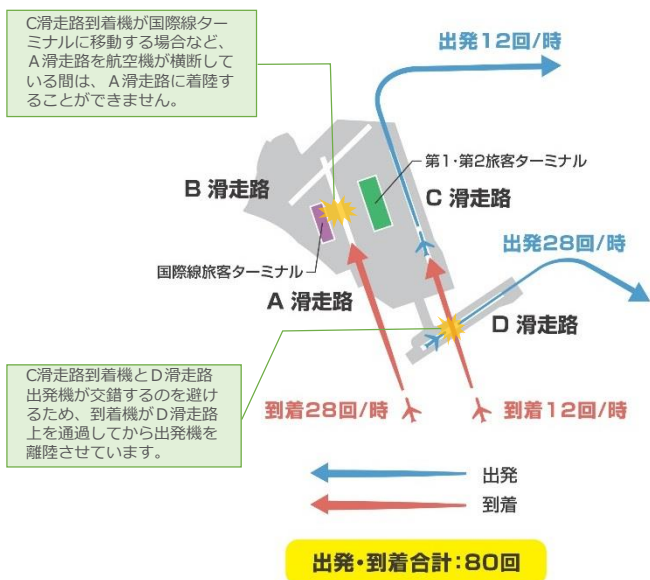 C滑走路到着機が国際線ター
ミナルに移動する場合など、
A滑走路を航空機が横断して
いる間は、A滑走路に着陸す
ることができません。
出発12回/時
第1・第2旅客ターミナル
B 滑走路
C 滑走路
出発28回/時
国際線旅客ターミナル
A 滑走路
D 滑走路
C滑走路到着機とD滑走路
出発機が交錯するのを避け
るため、到着機がD滑走路
上を通過してから出発機を
離陸させています。
到着28回/時
到着12回/時
出発
到着
出発・到着合計:80回